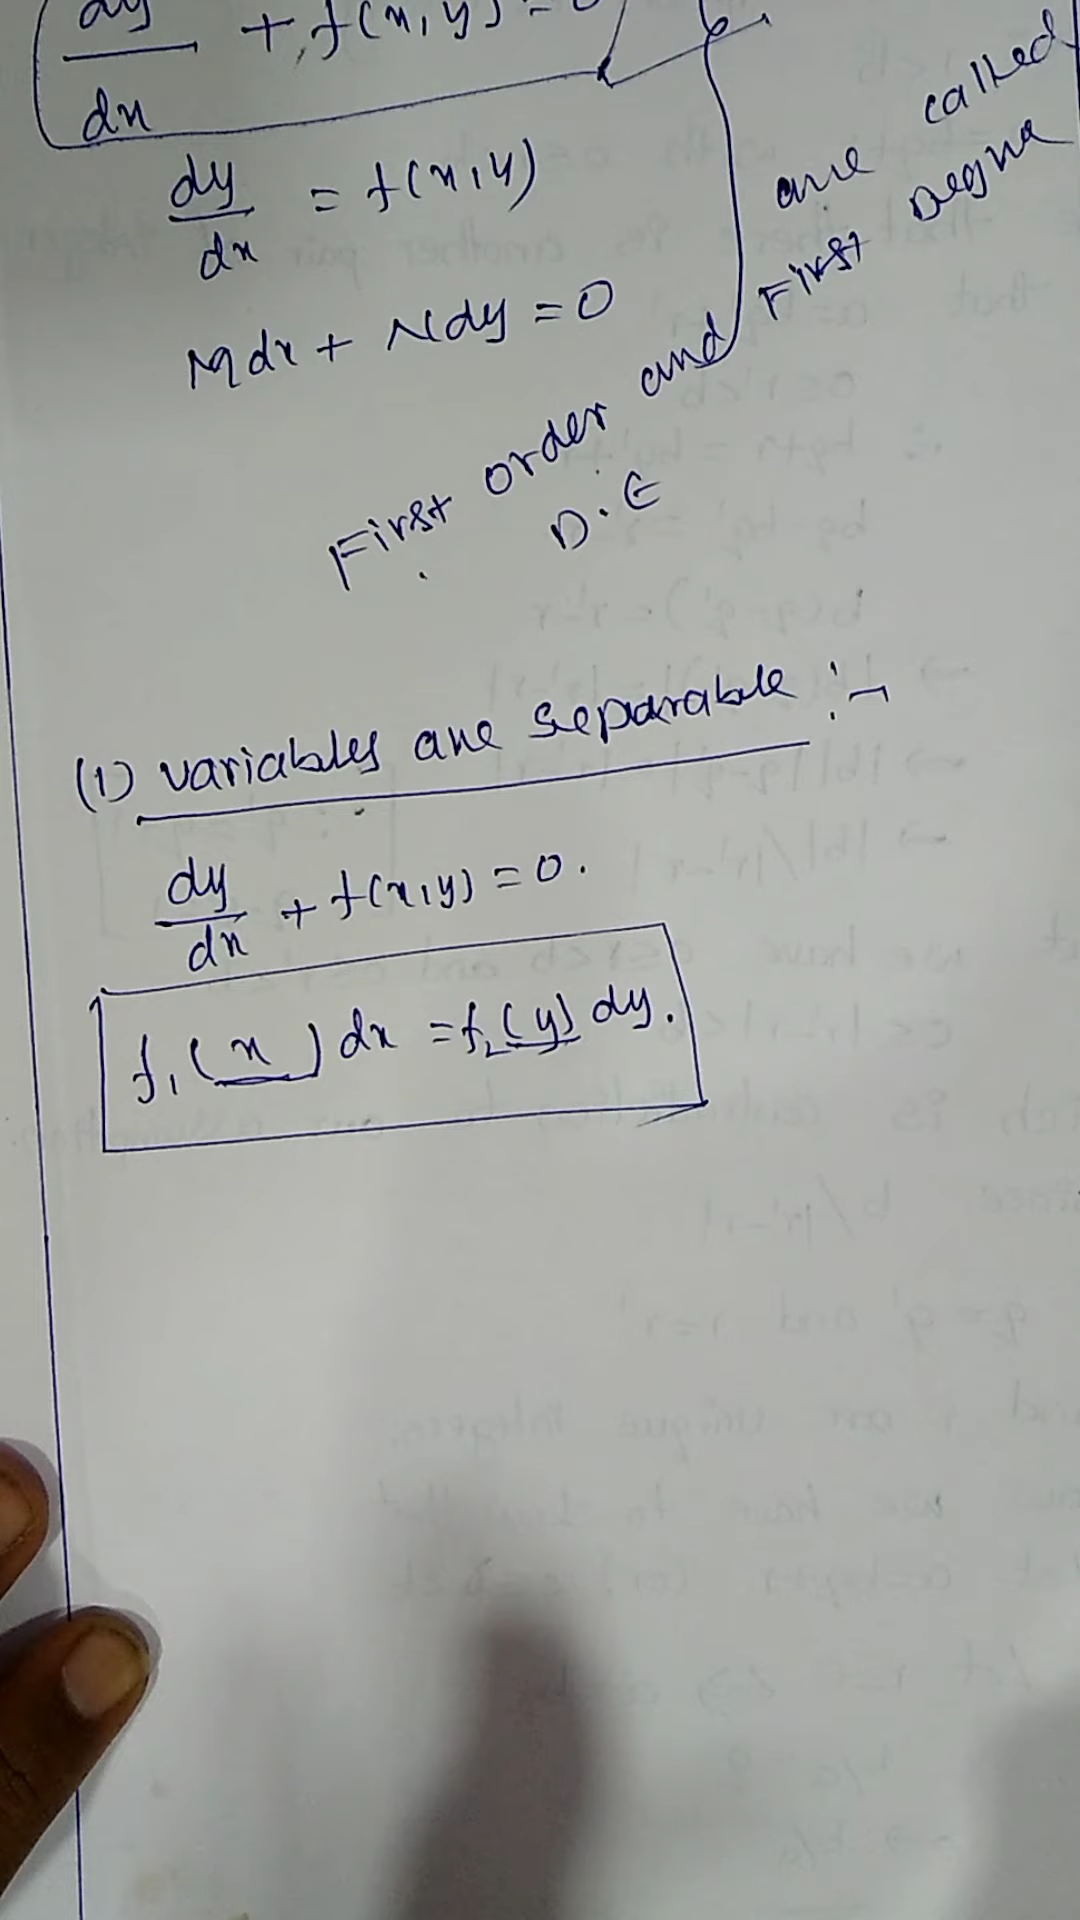 dy/dx + f(x,y) = 0
dy/dx = f(x,y)
Mdx + Ndy = 0
are called
First order and First Degree
D.E
(1) variables are separable :-
dy/dx + f(x,y) = 0.
f₁(x) dx = f₂(y) dy.